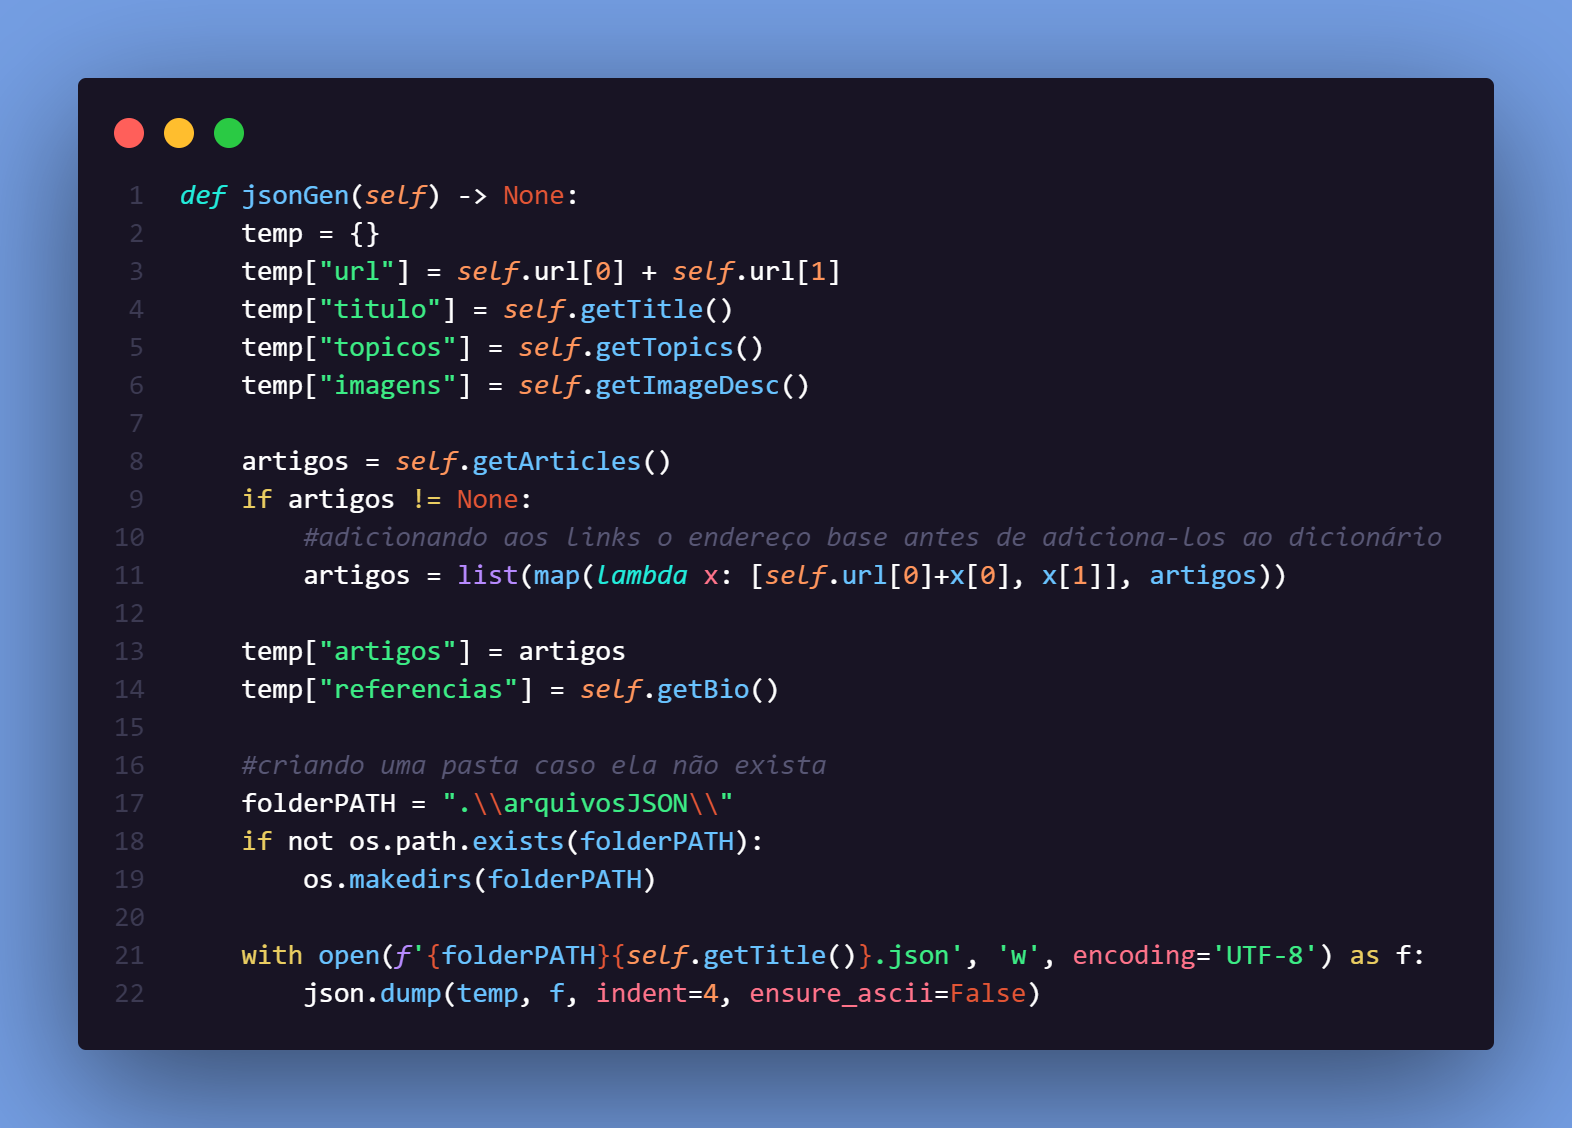 1 def jsonGen(self) -> None:
2     temp = {}
3     temp["url"] = self.url[0] + self.url[1]
4     temp["titulo"] = self.getTitle()
5     temp["topicos"] = self.getTopics()
6     temp["imagens"] = self.getImageDesc()
7
8     artigos = self.getArticles()
9     if artigos != None:
10         #adicionando aos links o endereço base antes de adiciona-los ao dicionário
11         artigos = list(map(lambda x: [self.url[0]+x[0], x[1]], artigos))
12
13     temp["artigos"] = artigos
14     temp["referencias"] = self.getBio()
15
16     #criando uma pasta caso ela não exista
17     folderPATH = ".\\arquivosJSON\\"
18     if not os.path.exists(folderPATH):
19         os.makedirs(folderPATH)
20
21     with open(f'{folderPATH}{self.getTitle()}.json', 'w', encoding='UTF-8') as f:
22         json.dump(temp, f, indent=4, ensure_ascii=False)